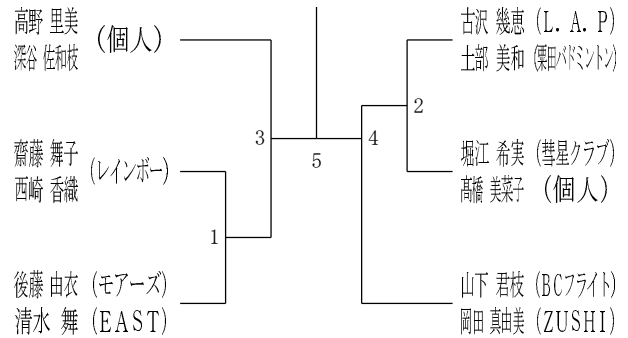 高野 里美 (個人)
深谷 佐和枝
齋藤 舞子 (レインボー)
西崎 香織
後藤 由衣 (モアーズ)
清水 舞 (EAST)
1
3
5
4
2
古沢 幾恵 (L.A.P)
土部 美和 (栗田バドミントン)
堀江 希実 (彗星クラブ)
髙橋 美菜子 (個人)
山下 君枝 (BCフライト)
岡田 真由美 (ZUSHI)